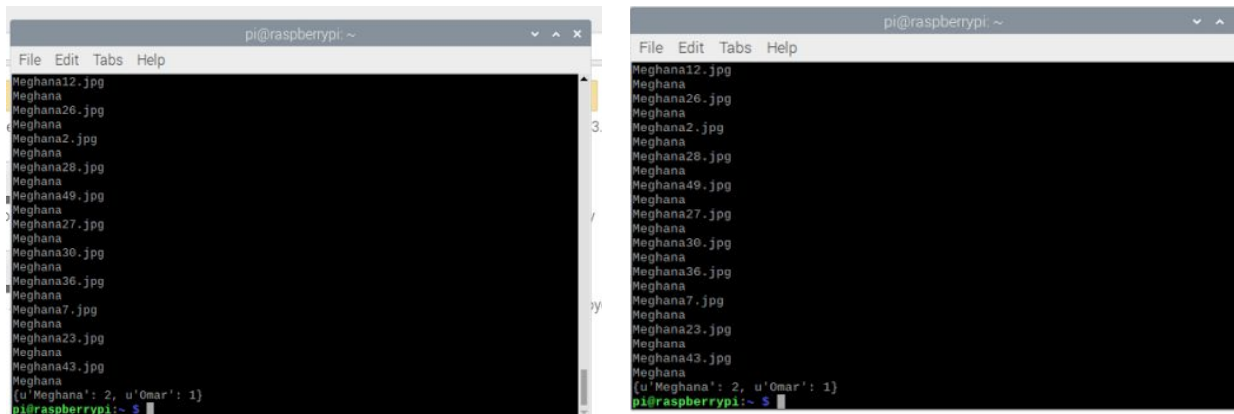 pi@raspberrypi: ~
File Edit Tabs Help
Meghana12.jpg
Meghana
Meghana26.jpg
Meghana
Meghana2.jpg
Meghana
Meghana28.jpg
Meghana
Meghana49.jpg
Meghana
Meghana27.jpg
Meghana
Meghana30.jpg
Meghana
Meghana36.jpg
Meghana
Meghana7.jpg
Meghana
Meghana23.jpg
Meghana
Meghana43.jpg
Meghana
{u'Meghana': 2, u'Omar': 1}
pi@raspberrypi:~ $
3.
pi@raspberrypi: ~
File Edit Tabs Help
Meghana12.jpg
Meghana
Meghana26.jpg
Meghana
Meghana2.jpg
Meghana
Meghana28.jpg
Meghana
Meghana49.jpg
Meghana
Meghana27.jpg
Meghana
Meghana30.jpg
Meghana
Meghana36.jpg
Meghana
Meghana7.jpg
Meghana
Meghana23.jpg
Meghana
Meghana43.jpg
Meghana
{u'Meghana': 2, u'Omar': 1}
pi@raspberrypi:~ $